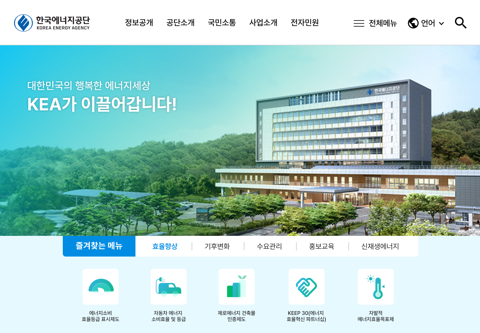 한국에너지공단
KOREA ENERGY AGENCY
정보공개 공단소개 국민소통 사업소개 전자민원
전체메뉴 언어
대한민국의 행복한 에너지세상
KEA가 이끌어갑니다!
한국에너지공단
즐겨찾는 메뉴 효율향상 기후변화 수요관리 홍보교육 신재생에너지
에너지소비
효율등급 표시제도
자동차 에너지
소비효율 및 등급
제로에너지 건축물
인증제도
KEEP 30(에너지
효율혁신 파트너십)
자발적
에너지효율목표제